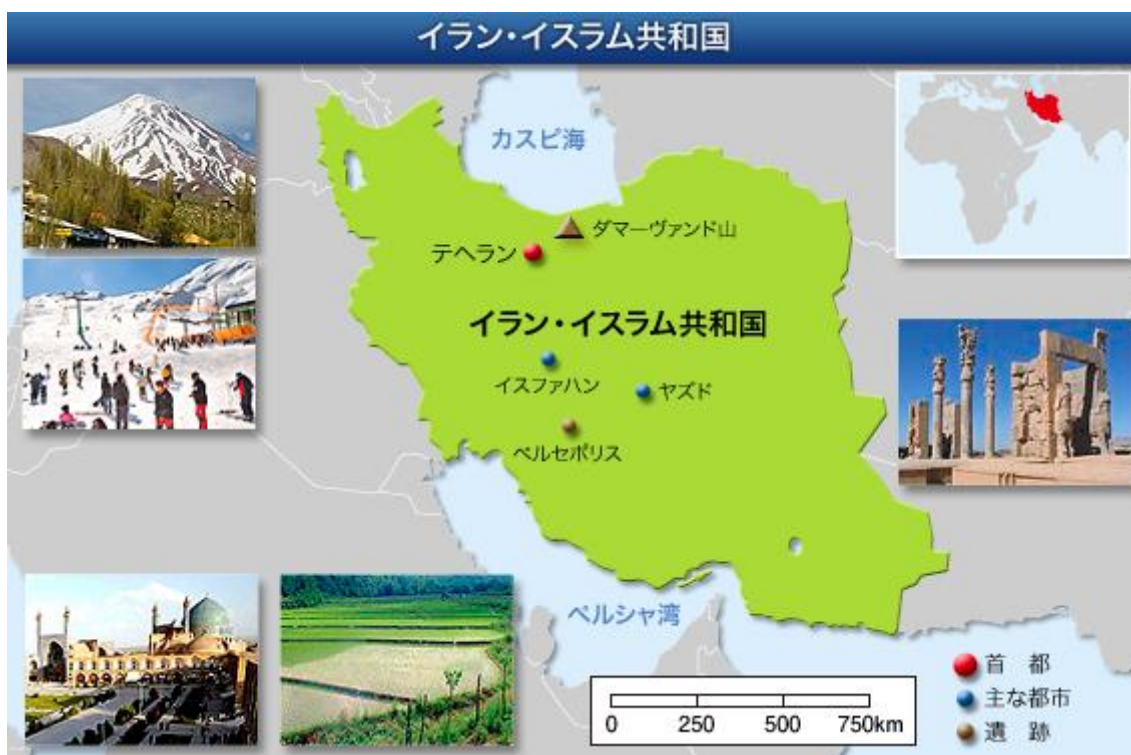 イラン・イスラム共和国
カスピ海
ダマーヴァンド山
テヘラン
イラン・イスラム共和国
イスファハン
ヤズド
ペルセポリス
ペルシャ湾
首 都
主な都市
遺 跡
0 250 500 750km